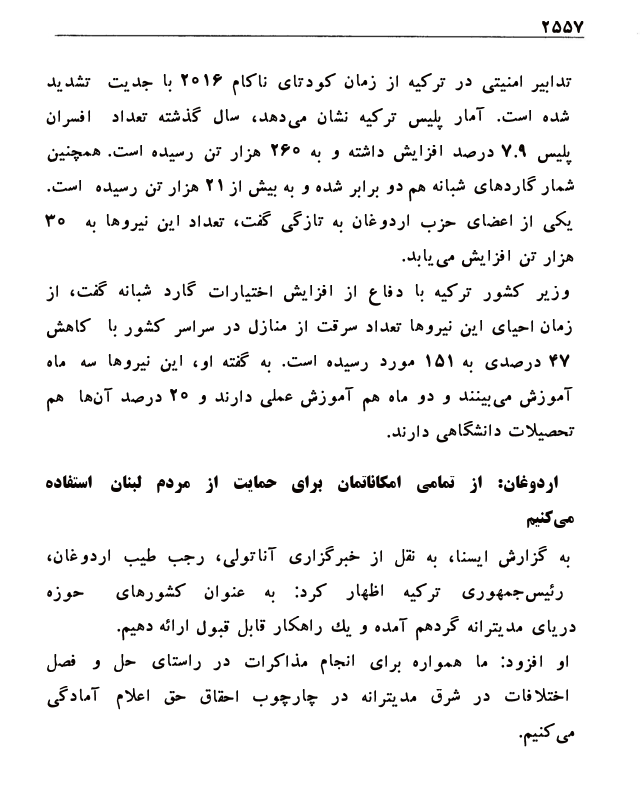 ۲۵۵۷
تدابیر امنیتی در ترکیه از زمان کودتای ناکام ۲۰۱۶ با جدیت تشدید
شده است. آمار پلیس ترکیه نشان می‌دهد، سال گذشته تعداد افسران
پلیس ۷.۹ درصد افزایش داشته و به ۲۶۰ هزار تن رسیده است. همچنین
شمار گاردهای شبانه هم دو برابر شده و به بیش از ۲۱ هزار تن رسیده است.
یکی از اعضای حزب اردوغان به تازگی گفت، تعداد این نیروها به ۳۰
هزار تن افزایش می‌یابد.
وزیر کشور ترکیه با دفاع از افزایش اختیارات گارد شبانه گفت، از
زمان احیای این نیروها تعداد سرقت از منازل در سراسر کشور با کاهش
۴۷ درصدی به ۱۵۱ مورد رسیده است. به گفته او، این نیروها سه ماه
آموزش می‌بینند و دو ماه هم آموزش عملی دارند و ۲۰ درصد آن‌ها هم
تحصیلات دانشگاهی دارند.
اردوغان: از تمامی امکاناتمان برای حمایت از مردم لبنان استفاده
می‌کنیم
به گزارش ایسنا، به نقل از خبرگزاری آناتولی، رجب طیب اردوغان،
رئیس‌جمهوری ترکیه اظهار کرد: به عنوان کشورهای حوزه
دریای مدیترانه گردهم آمده و یك راهکار قابل قبول ارائه دهیم.
او افزود: ما همواره برای انجام مذاکرات در راستای حل و فصل
اختلافات در شرق مدیترانه در چارچوب احقاق حق اعلام آمادگی
می‌کنیم.